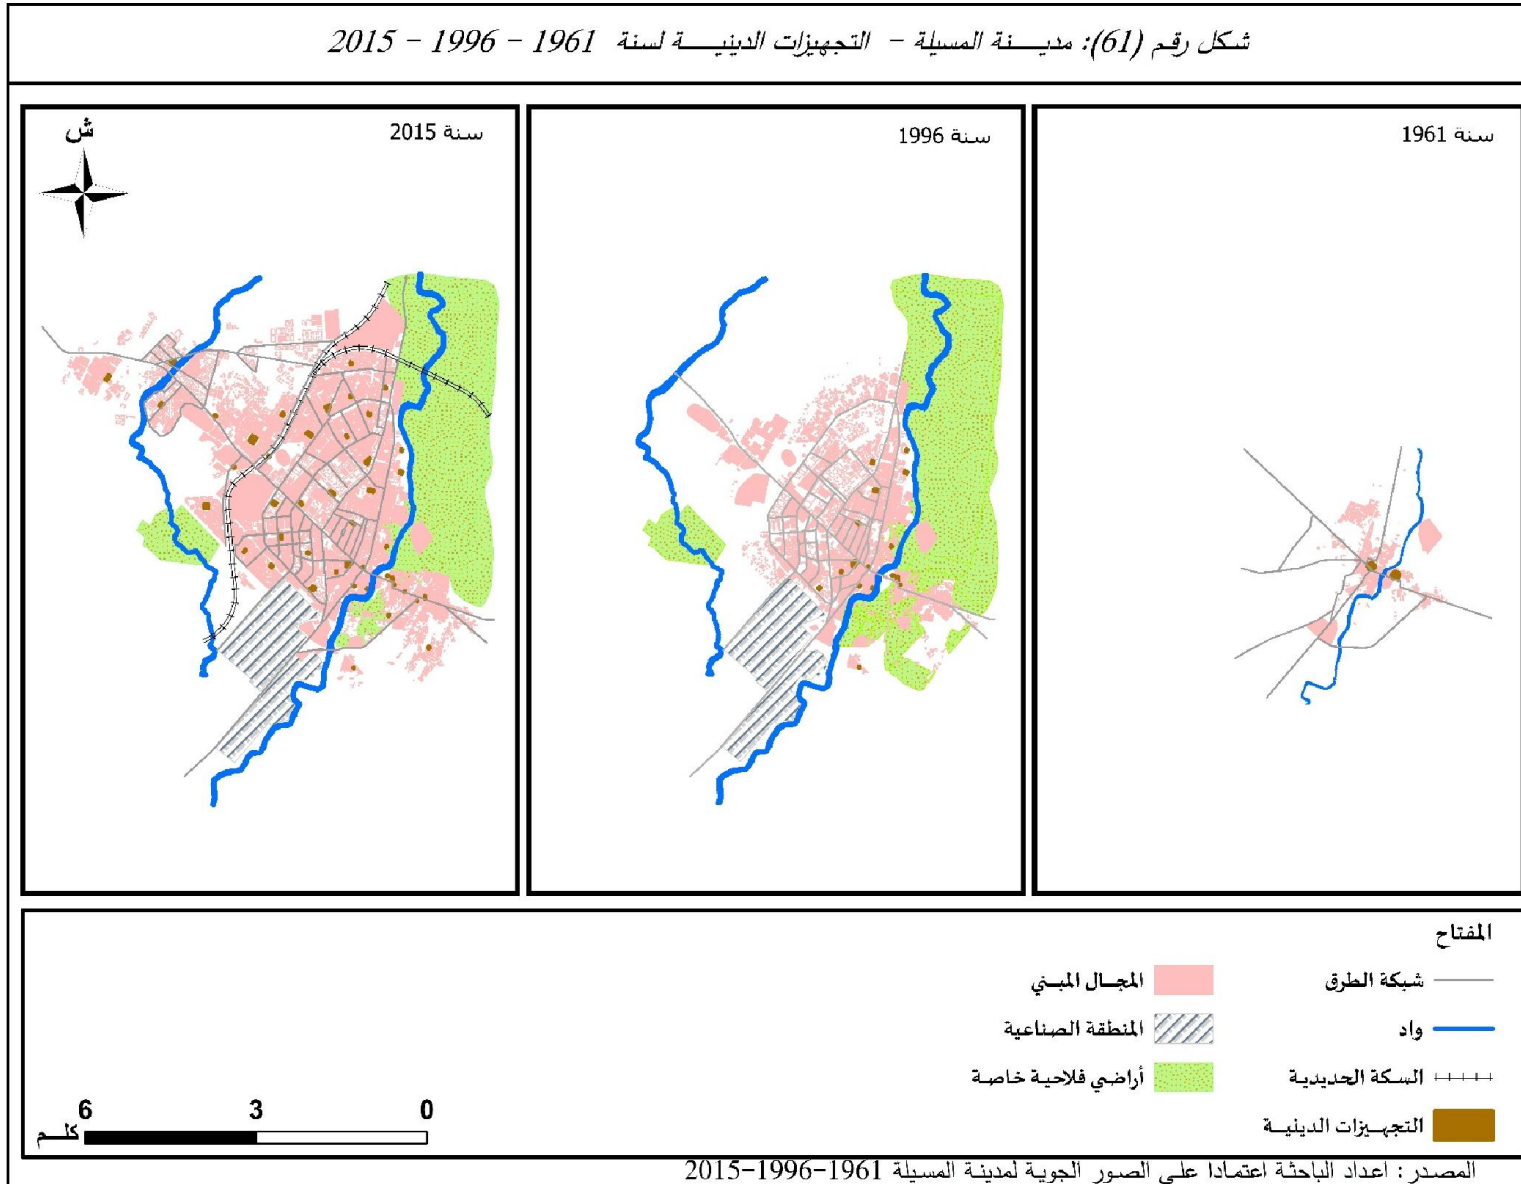 شكل رقم (61): مديـــنة المسيلة - التجهيزات الدينيـــة لسنة 1961 - 1996 - 2015
سنة 1961
سنة 1996
سنة 2015
ش
المفتاح
شبكة الطرق
واد
السكة الحديدية
التجهـيزات الدينيـة
المجـال المبـني
المنطقة الصناعية
أراضي فلاحية خاصة
6 3 0
كلـم
المصدر: اعداد الباحثة اعتمادا على الصور الجوية لمدينة المسيلة 1961-1996-2015